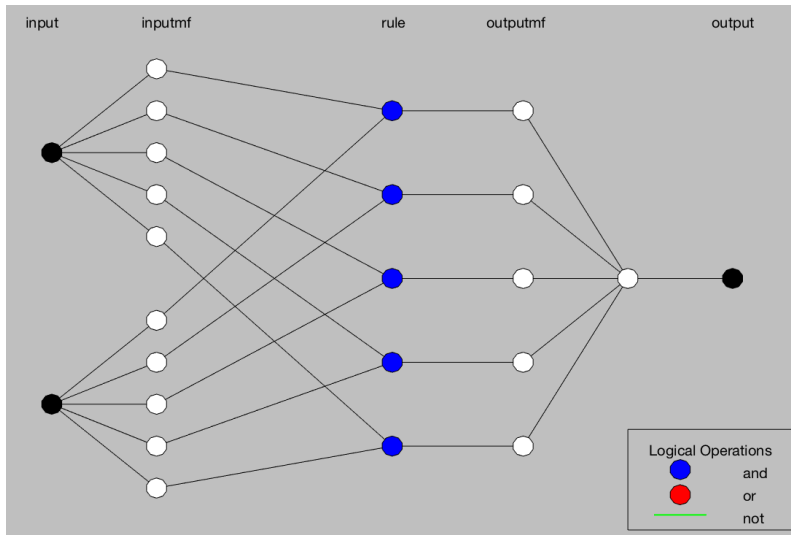 input inputmf rule outputmf output
Logical Operations
and
or
not